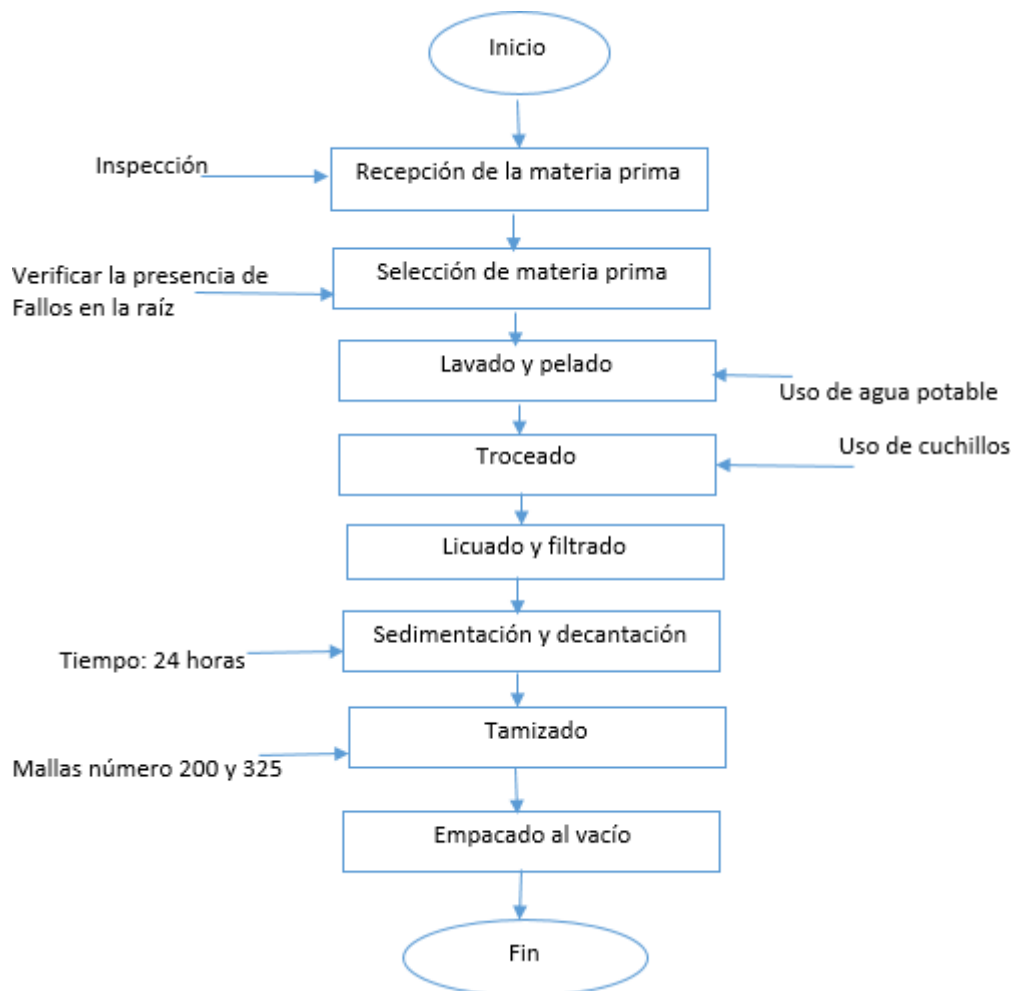 Inicio
Inspección
Recepción de la materia prima
Selección de materia prima
Verificar la presencia de
Fallos en la raíz
Lavado y pelado
Uso de agua potable
Troceado
Uso de cuchillos
Licuado y filtrado
Sedimentación y decantación
Tiempo: 24 horas
Tamizado
Mallas número 200 y 325
Empacado al vacío
Fin